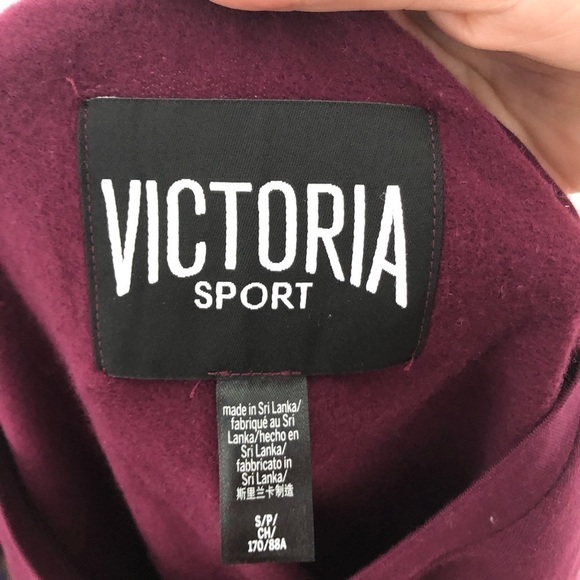 VICTORIA
SPORT
made in Sri Lanka/
fabriqué au Sri
Lanka/hecho en
Sri Lanka/
fabbricato in
Sri Lanka/
斯里兰卡制造
S/P/
CH/
170/88A